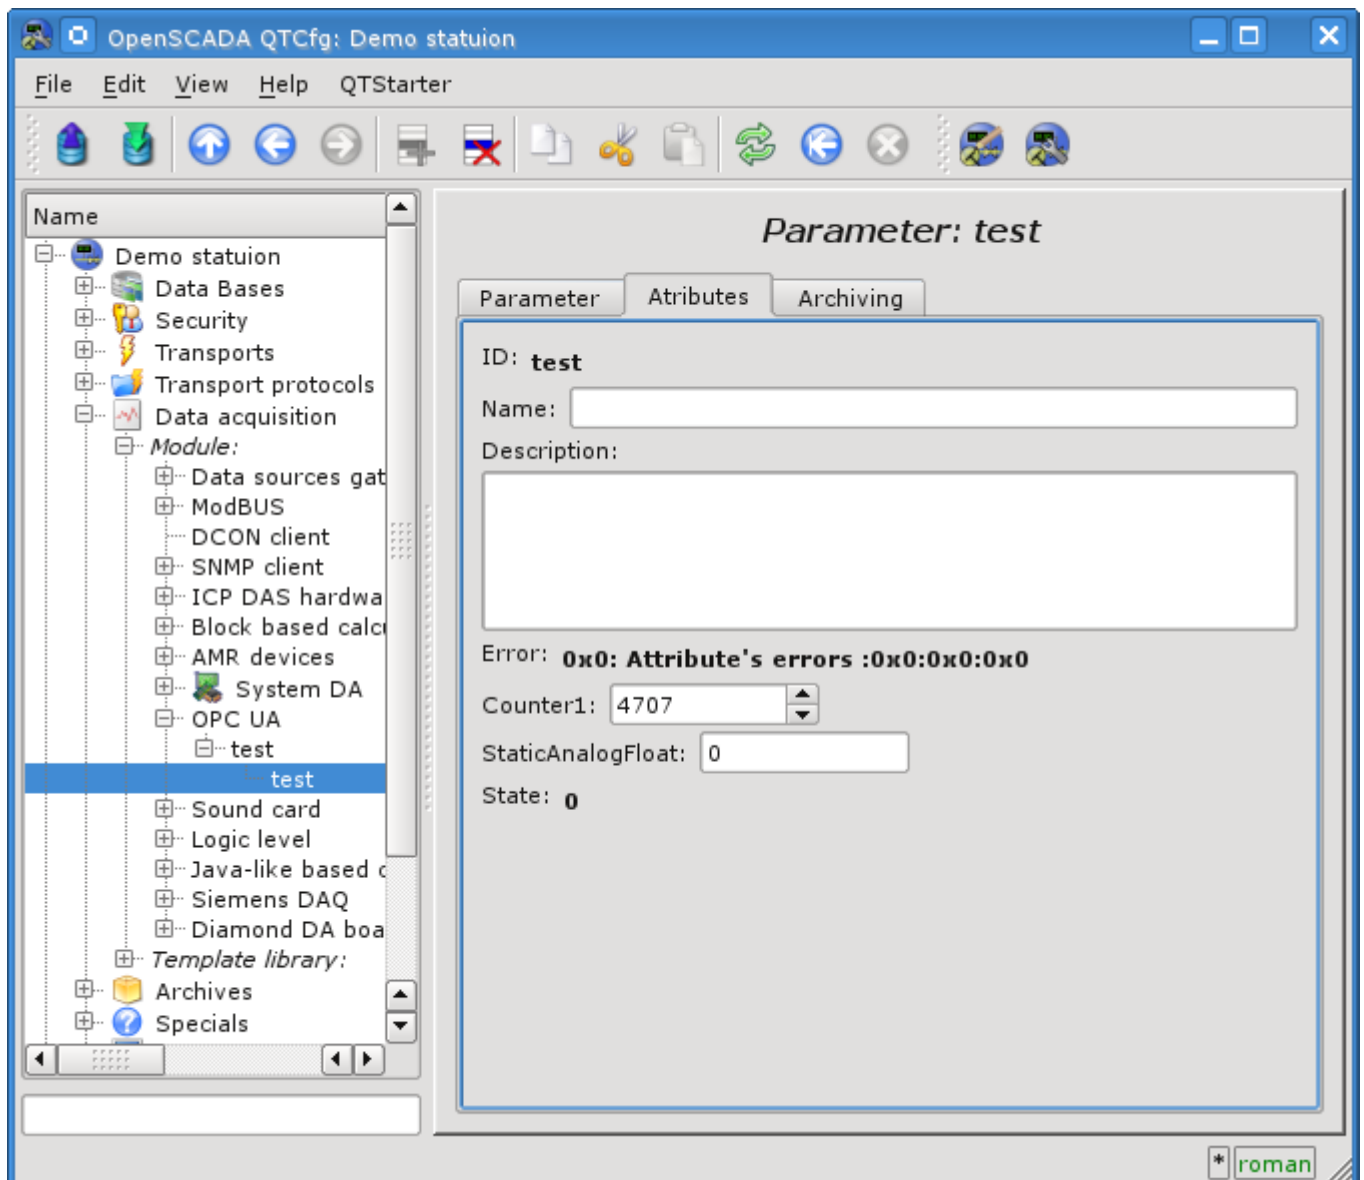 OpenSCADA QTCfg: Demo statuion
File Edit View Help QTStarter
Name
Demo statuion
Data Bases
Security
Transports
Transport protocols
Data acquisition
Module:
Data sources gat
ModBUS
DCON client
SNMP client
ICP DAS hardwa
Block based calcu
AMR devices
System DA
OPC UA
test
test
Sound card
Logic level
Java-like based c
Siemens DAQ
Diamond DA boa
Template library:
Archives
Specials
Parameter: test
Parameter Atributes Archiving
ID: test
Name:
Description:
Error: 0x0: Attribute's errors :0x0:0x0:0x0
Counter1: 4707
StaticAnalogFloat: 0
State: 0
* roman